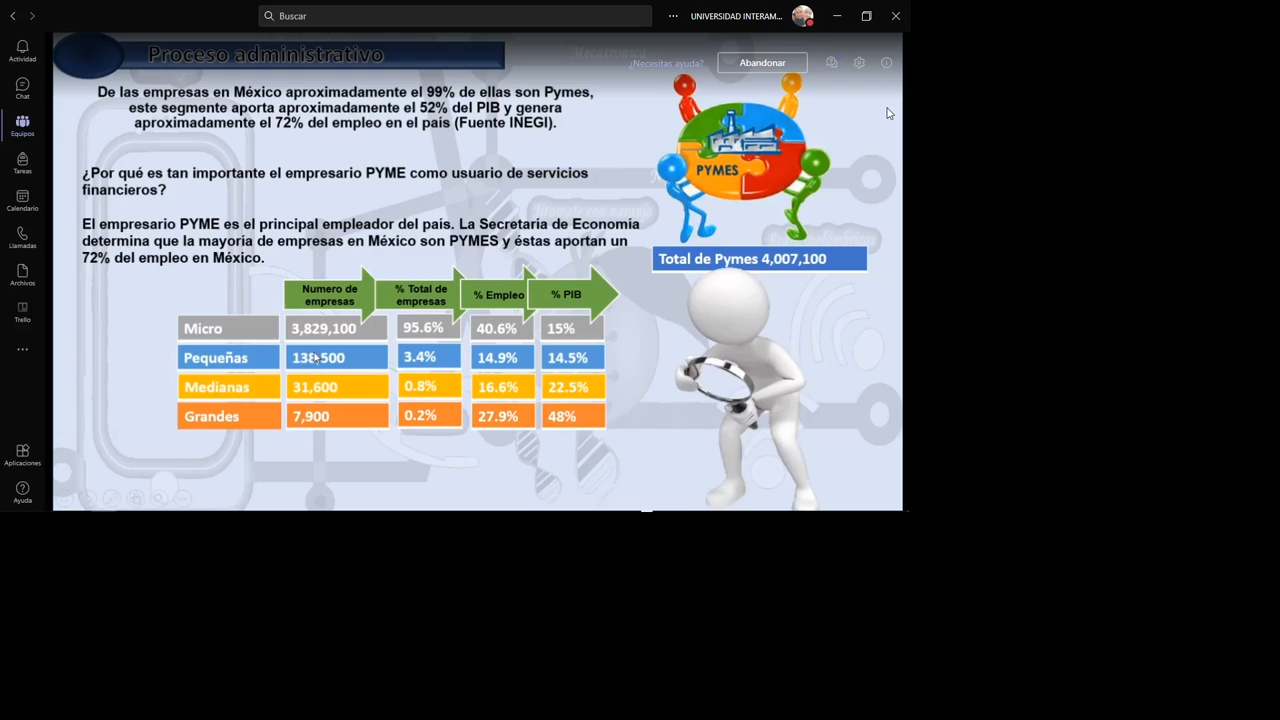 Buscar
UNIVERSIDAD INTERAM...
Actividad
Chat
Equipos
Tareas
Calendario
Llamadas
Archivos
Trello
Aplicaciones
Ayuda
Proceso administrativo
¿Necesitas ayuda?
Abandonar
De las empresas en México aproximadamente el 99% de ellas son Pymes,
este segmente aporta aproximadamente el 52% del PIB y genera
aproximadamente el 72% del empleo en el país (Fuente INEGI).
PYMES
¿Por qué es tan importante el empresario PYME como usuario de servicios
financieros?
El empresario PYME es el principal empleador del país. La Secretaría de Economía
determina que la mayoría de empresas en México son PYMES y éstas aportan un
72% del empleo en México.
Total de Pymes 4,007,100
Numero de empresas % Total de empresas % Empleo % PIB
Micro 3,829,100 95.6% 40.6% 15%
Pequeñas 138,500 3.4% 14.9% 14.5%
Medianas 31,600 0.8% 16.6% 22.5%
Grandes 7,900 0.2% 27.9% 48%